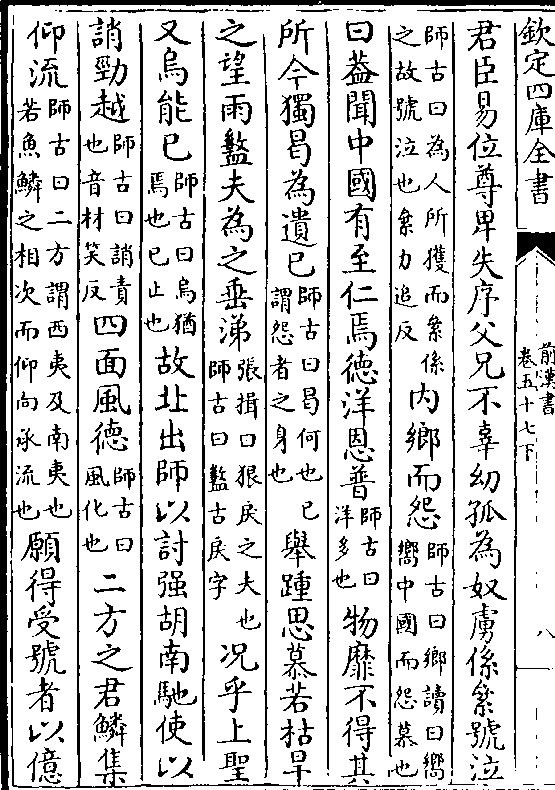 欽定四庫全書
前漢書
卷五十七下
八
君臣易位尊卑失序父兄不辜幼孤為奴虜係絫號泣
師古曰為人所獲而絫係之故號泣也絫力追反內鄉而怨師古曰鄉讀曰嚮嚮中國而怨慕也
曰葢聞中國有至仁焉德洋恩普師古曰洋多也物靡不得其
所今獨曷為遺已師古曰曷何也已謂怨者之身也舉踵思慕若枯旱
之望雨盭夫為之垂涕張揖曰狠戾之夫也師古曰盭古戾字况乎上聖
又烏能已師古曰烏猶焉也已止也故北出師以討强胡南馳使以
誚勁越師古曰誚責也音材笑反四面風德師古曰風化也二方之君鱗集
仰流師古曰二方謂西夷及南夷也若魚鱗之相次而仰向承流也願得受號者以億